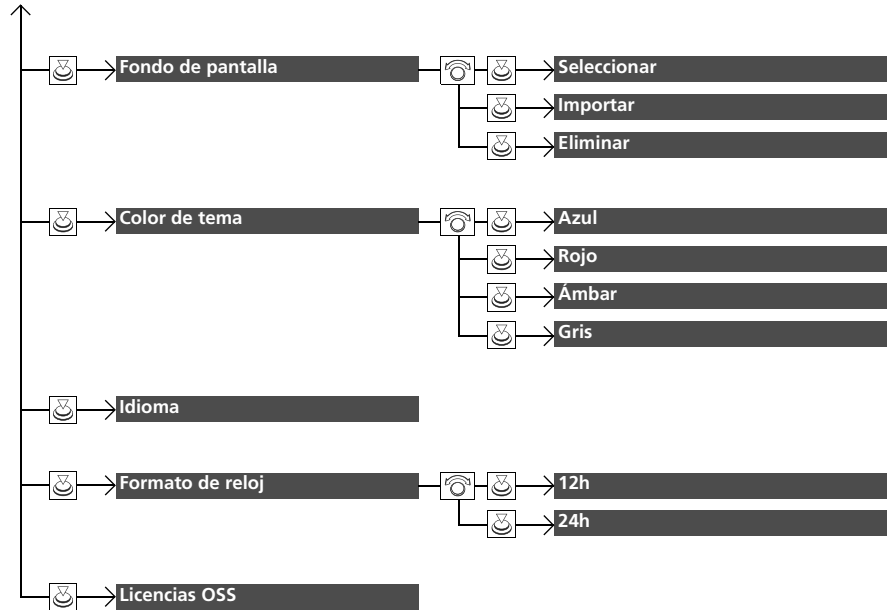 Fondo de pantalla
Seleccionar
Importar
Eliminar
Color de tema
Azul
Rojo
Ámbar
Gris
Idioma
Formato de reloj
12h
24h
Licencias OSS